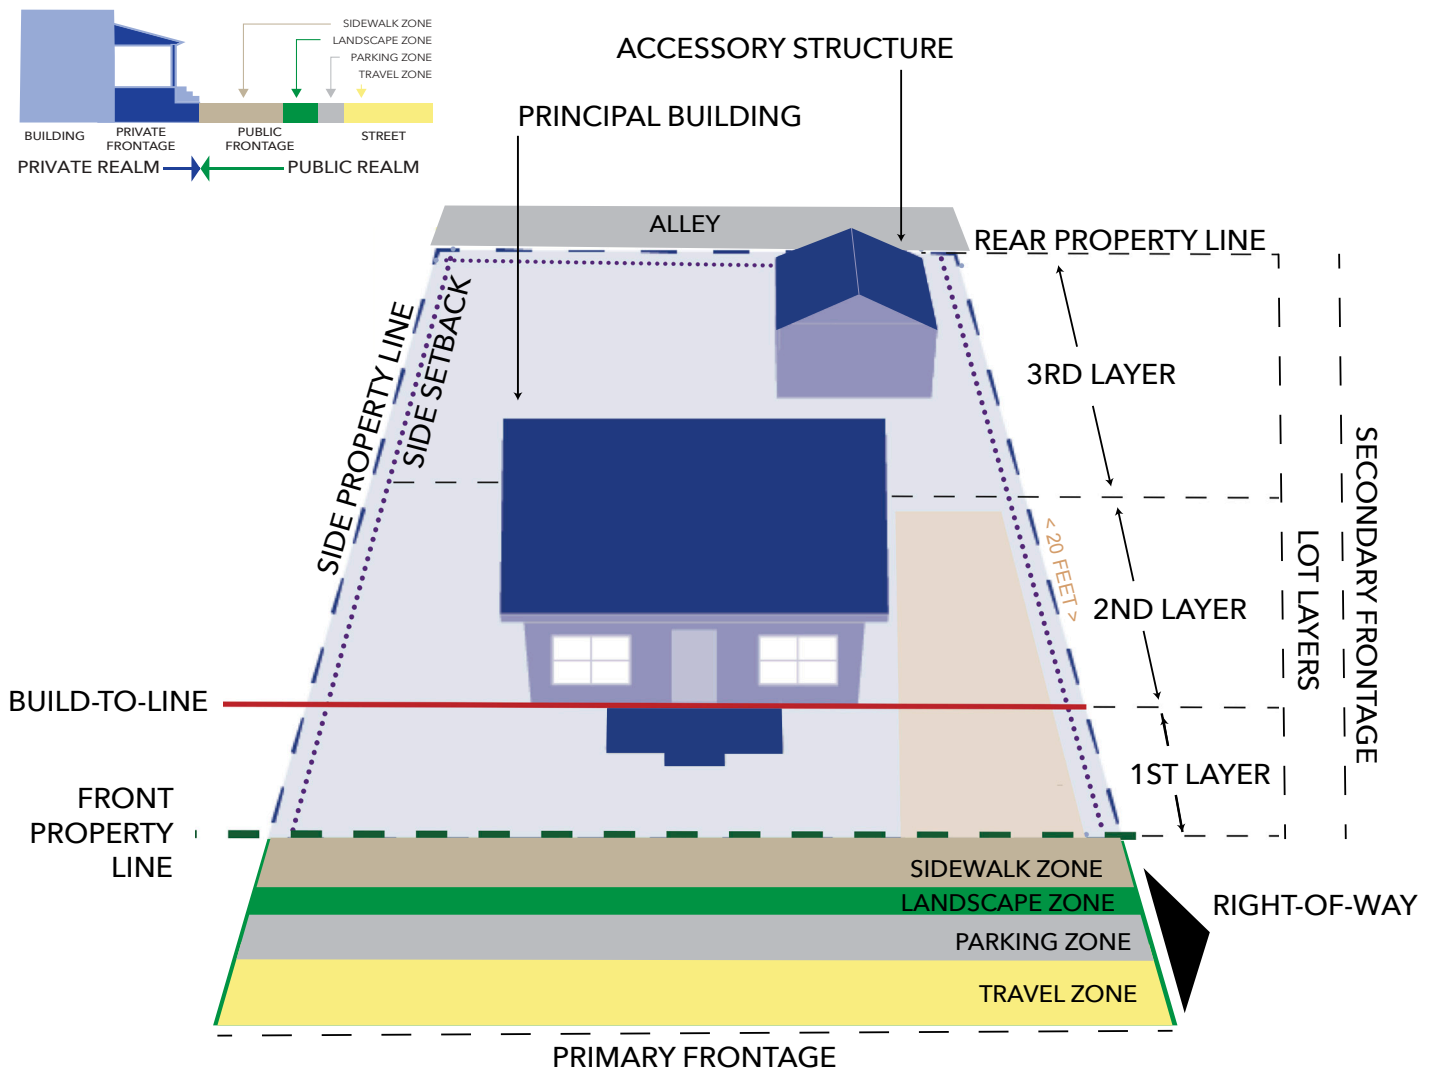 SIDEWALK ZONE
LANDSCAPE ZONE
PARKING ZONE
TRAVEL ZONE
BUILDING
PRIVATE
FRONTAGE
PUBLIC
FRONTAGE
STREET
PRIVATE REALM
PUBLIC REALM
ACCESSORY STRUCTURE
PRINCIPAL BUILDING
ALLEY
REAR PROPERTY LINE
SIDE PROPERTY LINE
SIDE SETBACK
3RD LAYER
< 20 FEET >
2ND LAYER
LOT LAYERS
SECONDARY FRONTAGE
BUILD-TO-LINE
1ST LAYER
FRONT
PROPERTY
LINE
SIDEWALK ZONE
LANDSCAPE ZONE
PARKING ZONE
TRAVEL ZONE
RIGHT-OF-WAY
PRIMARY FRONTAGE